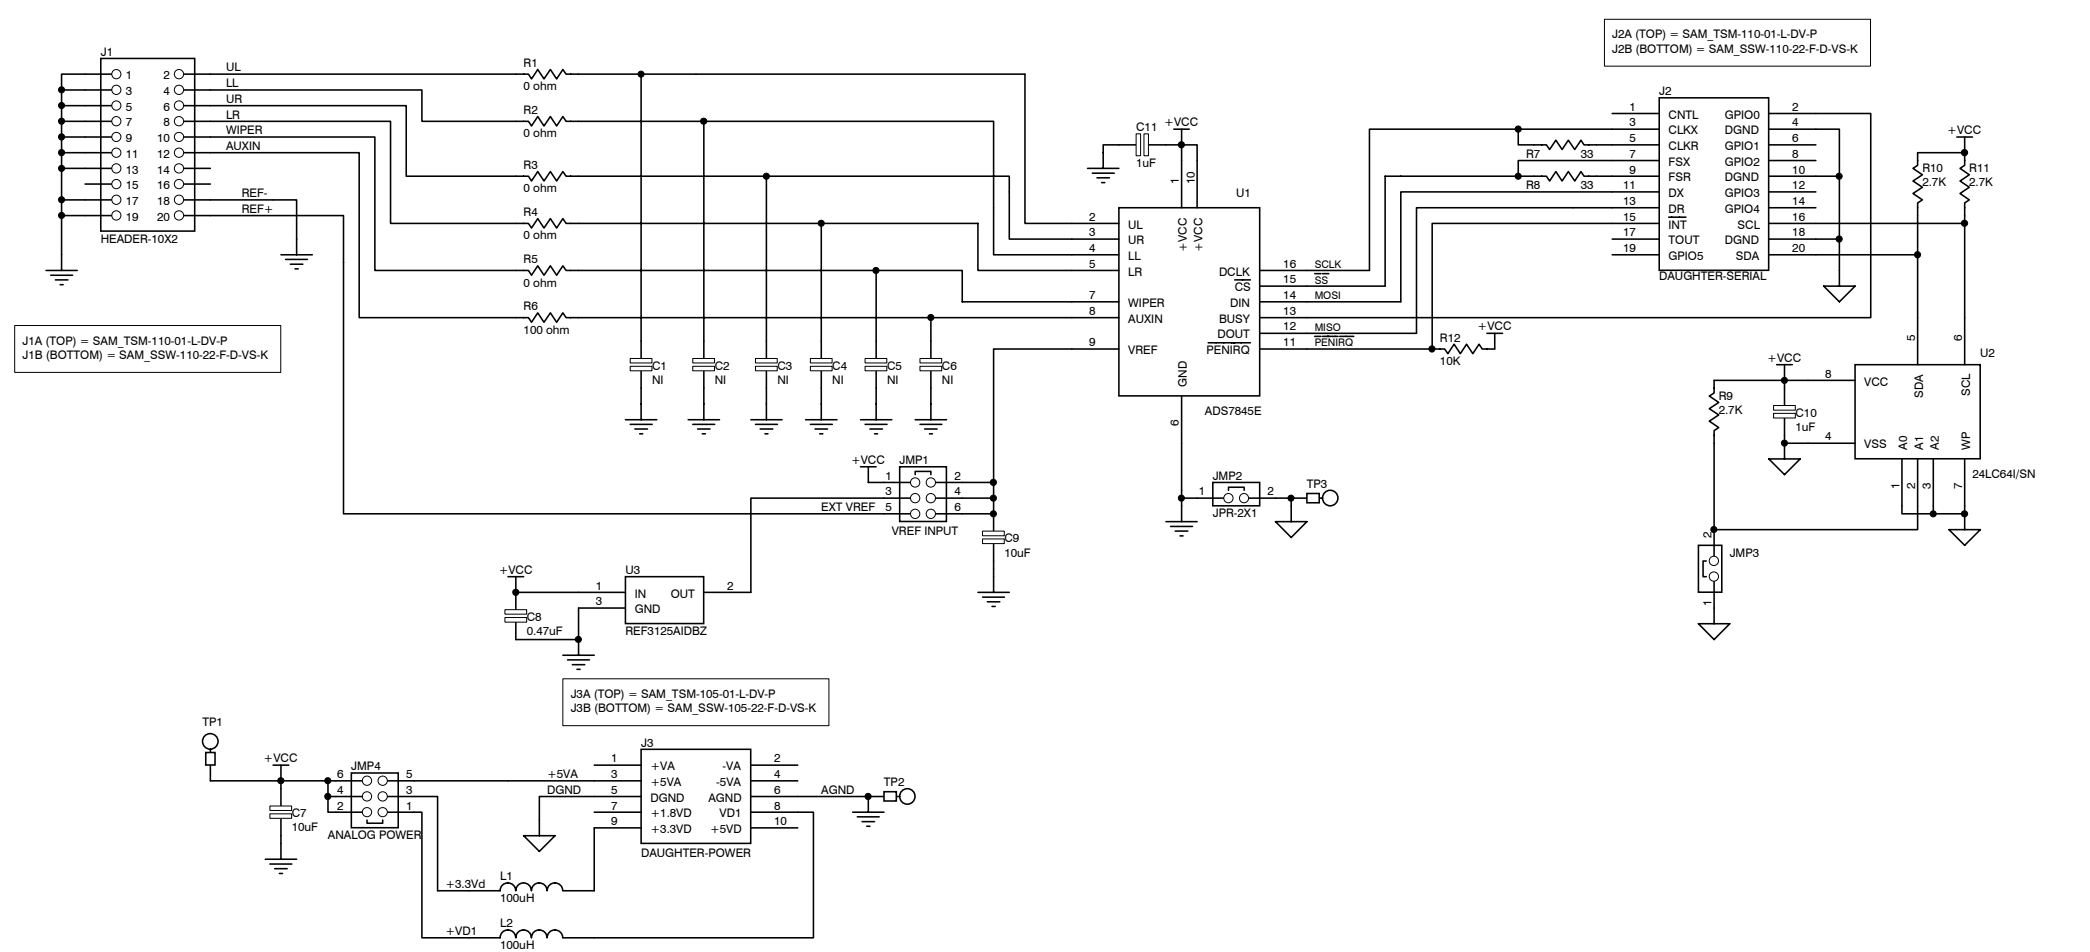 J1
1 2 UL
3 4 LL
5 6 UR
7 8 LR
9 10 WIPER
11 12 AUXIN
13 14
15 16
17 18 REF-
19 20 REF+
HEADER-10X2
J1A (TOP) = SAM_TSM-110-01-L-DV-P
J1B (BOTTOM) = SAM_SSW-110-22-F-D-VS-K
R1
0 ohm
R2
0 ohm
R3
0 ohm
R4
0 ohm
R5
0 ohm
R6
100 ohm
C1
NI
C2
NI
C3
NI
C4
NI
C5
NI
C6
NI
+VCC
C11
1uF
1
10
U1
+VCC
+VCC
2 UL
3 UR
4 LL
5 LR
7 WIPER
8 AUXIN
9 VREF
DCLK 16 SCLK
CS 15 SS
DIN 14 MOSI
BUSY 13
DOUT 12 MISO
PENIRQ 11 PENIRQ
GND
6
ADS7845E
R12
10K
+VCC
JMP2
1 2
JPR-2X1
TP3
+VCC
JMP1
1 2
3 4
EXT VREF 5 6
VREF INPUT
C9
10uF
+VCC
C8
0.47uF
U3
1 IN OUT 2
3 GND
REF3125AIDBZ
J2A (TOP) = SAM_TSM-110-01-L-DV-P
J2B (BOTTOM) = SAM_SSW-110-22-F-D-VS-K
J2
1 CNTL GPIO0 2
3 CLKX DGND 4
5 CLKR GPIO1 6
7 FSX GPIO2 8
9 FSR DGND 10
11 DX GPIO3 12
13 DR GPIO4 14
15 INT SCL 16
17 TOUT DGND 18
19 GPIO5 SDA 20
DAUGHTER-SERIAL
R7 33
R8 33
+VCC
R10
2.7K
R11
2.7K
5
6
U2
+VCC
8 VCC
4 VSS
SDA
SCL
A0
A1
A2
WP
1
2
3
7
24LC64I/SN
C10
1uF
R9
2.7K
2
JMP3
1
J3A (TOP) = SAM_TSM-105-01-L-DV-P
J3B (BOTTOM) = SAM_SSW-105-22-F-D-VS-K
TP1
+VCC
C7
10uF
JMP4
6 5
4 3
2 1
ANALOG POWER
+5VA
DGND
J3
1 +VA -VA 2
3 +5VA -5VA 4
5 DGND AGND 6
7 +1.8VD VD1 8
9 +3.3VD +5VD 10
DAUGHTER-POWER
AGND
TP2
+3.3Vd
L1
100uH
+VD1
L2
100uH